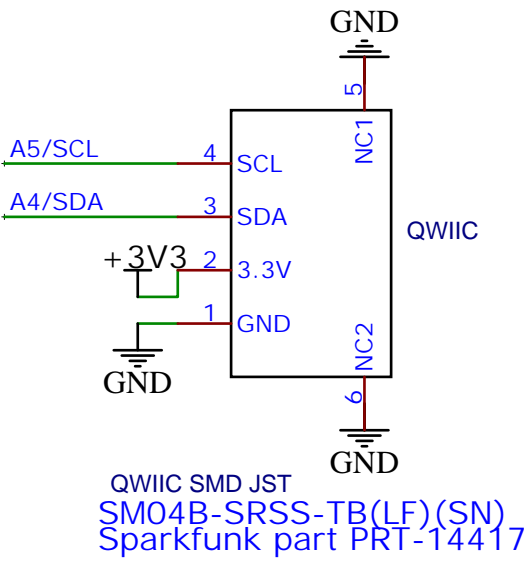 GND
5
NC1
A5/SCL
4
SCL
A4/SDA
3
SDA
QWIIC
+3V3
2
3.3V
1
GND
GND
NC2
6
GND
QWIIC SMD JST
SM04B-SRSS-TB(LF)(SN)
Sparkfunk part PRT-14417